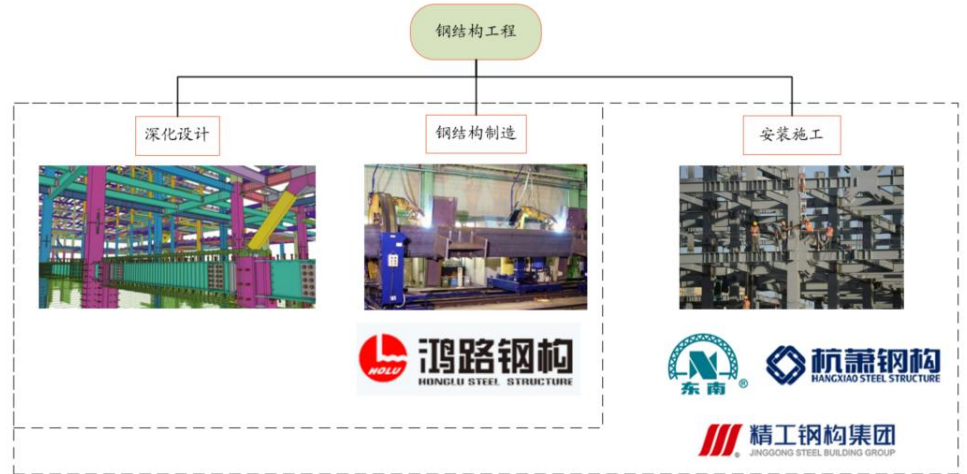 钢结构工程
深化设计
钢结构制造
安装施工
HOLU
鸿路钢构
HONGLU STEEL STRUCTURE
N
东南
®
杭萧钢构
HANGXIAO STEEL STRUCTURE
精工钢构集团
JINGGONG STEEL BUILDING GROUP